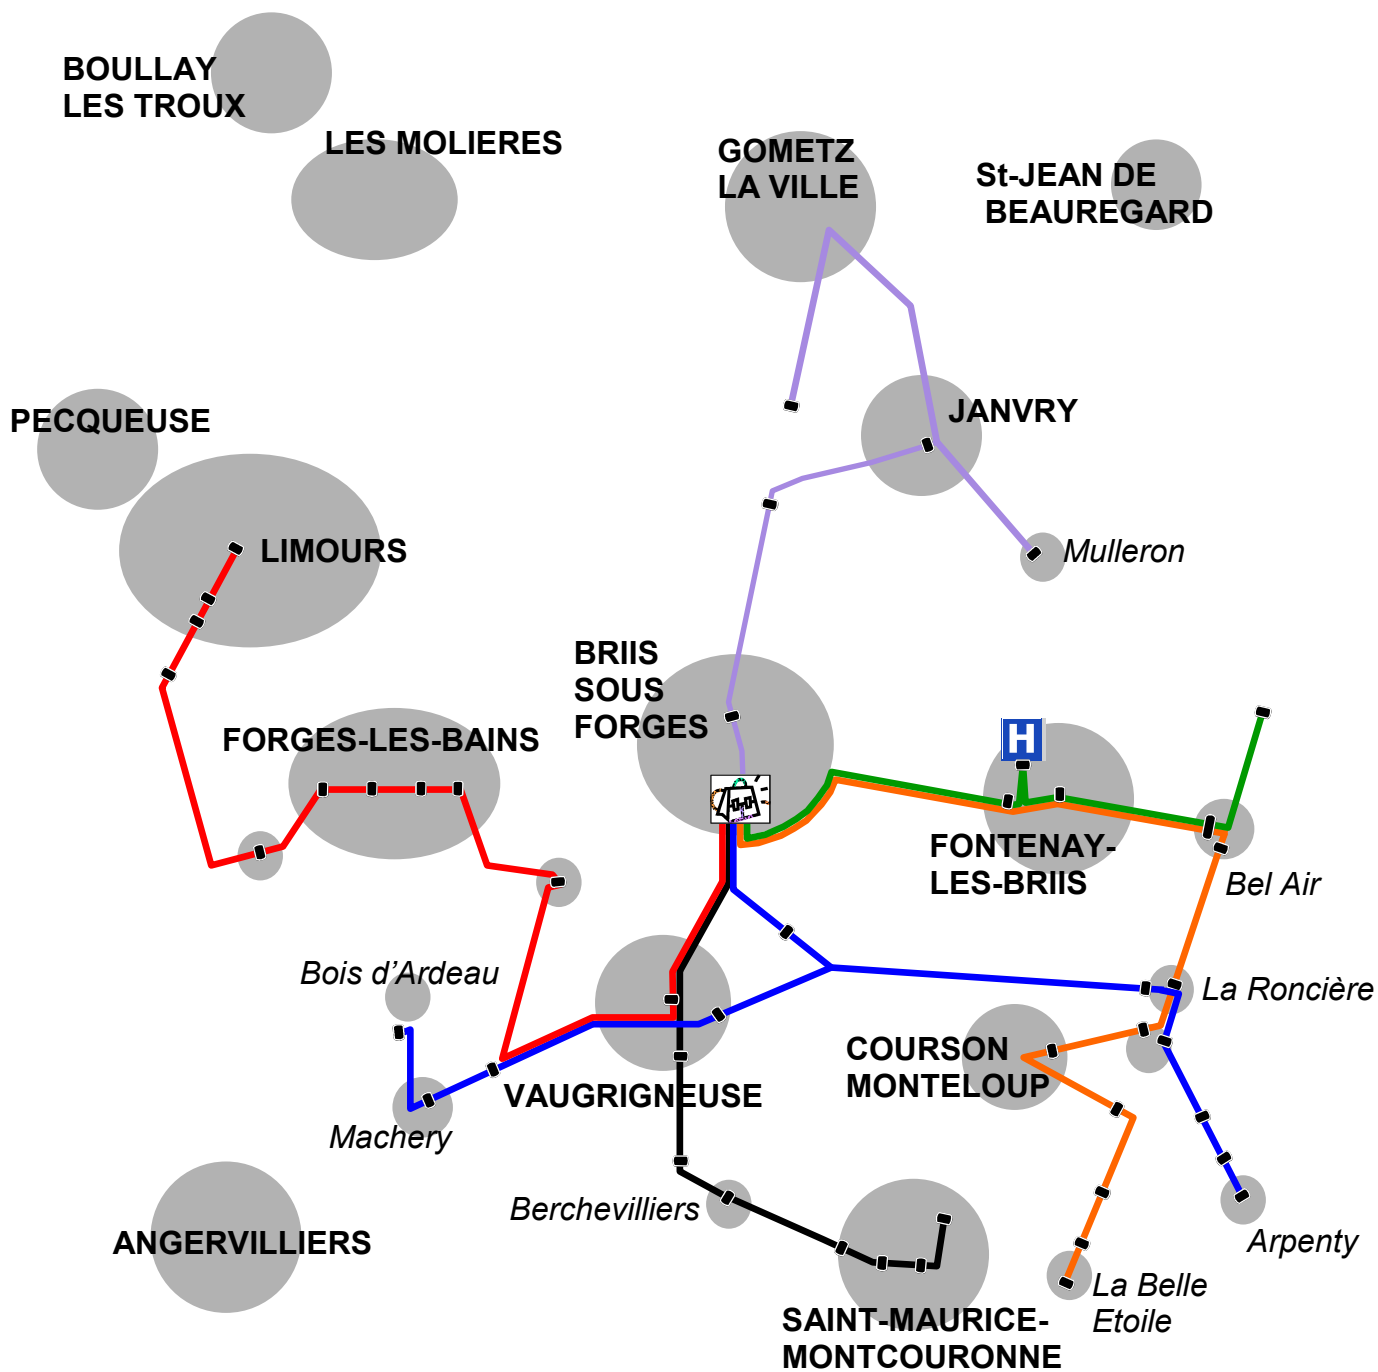 BOULLAY
LES TROUX
LES MOLIERES
GOMETZ
LA VILLE
St-JEAN DE
BEAUREGARD
PECQUEUSE
JANVRY
LIMOURS
Mulleron
BRIIS
SOUS
FORGES
FORGES-LES-BAINS
H
FONTENAY-
LES-BRIIS
Bel Air
Bois d'Ardeau
La Roncière
COURSON
MONTELOUP
VAUGRIGNEUSE
Machery
Berchevilliers
ANGERVILLIERS
Arpenty
La Belle
Etoile
SAINT-MAURICE-
MONTCOURONNE